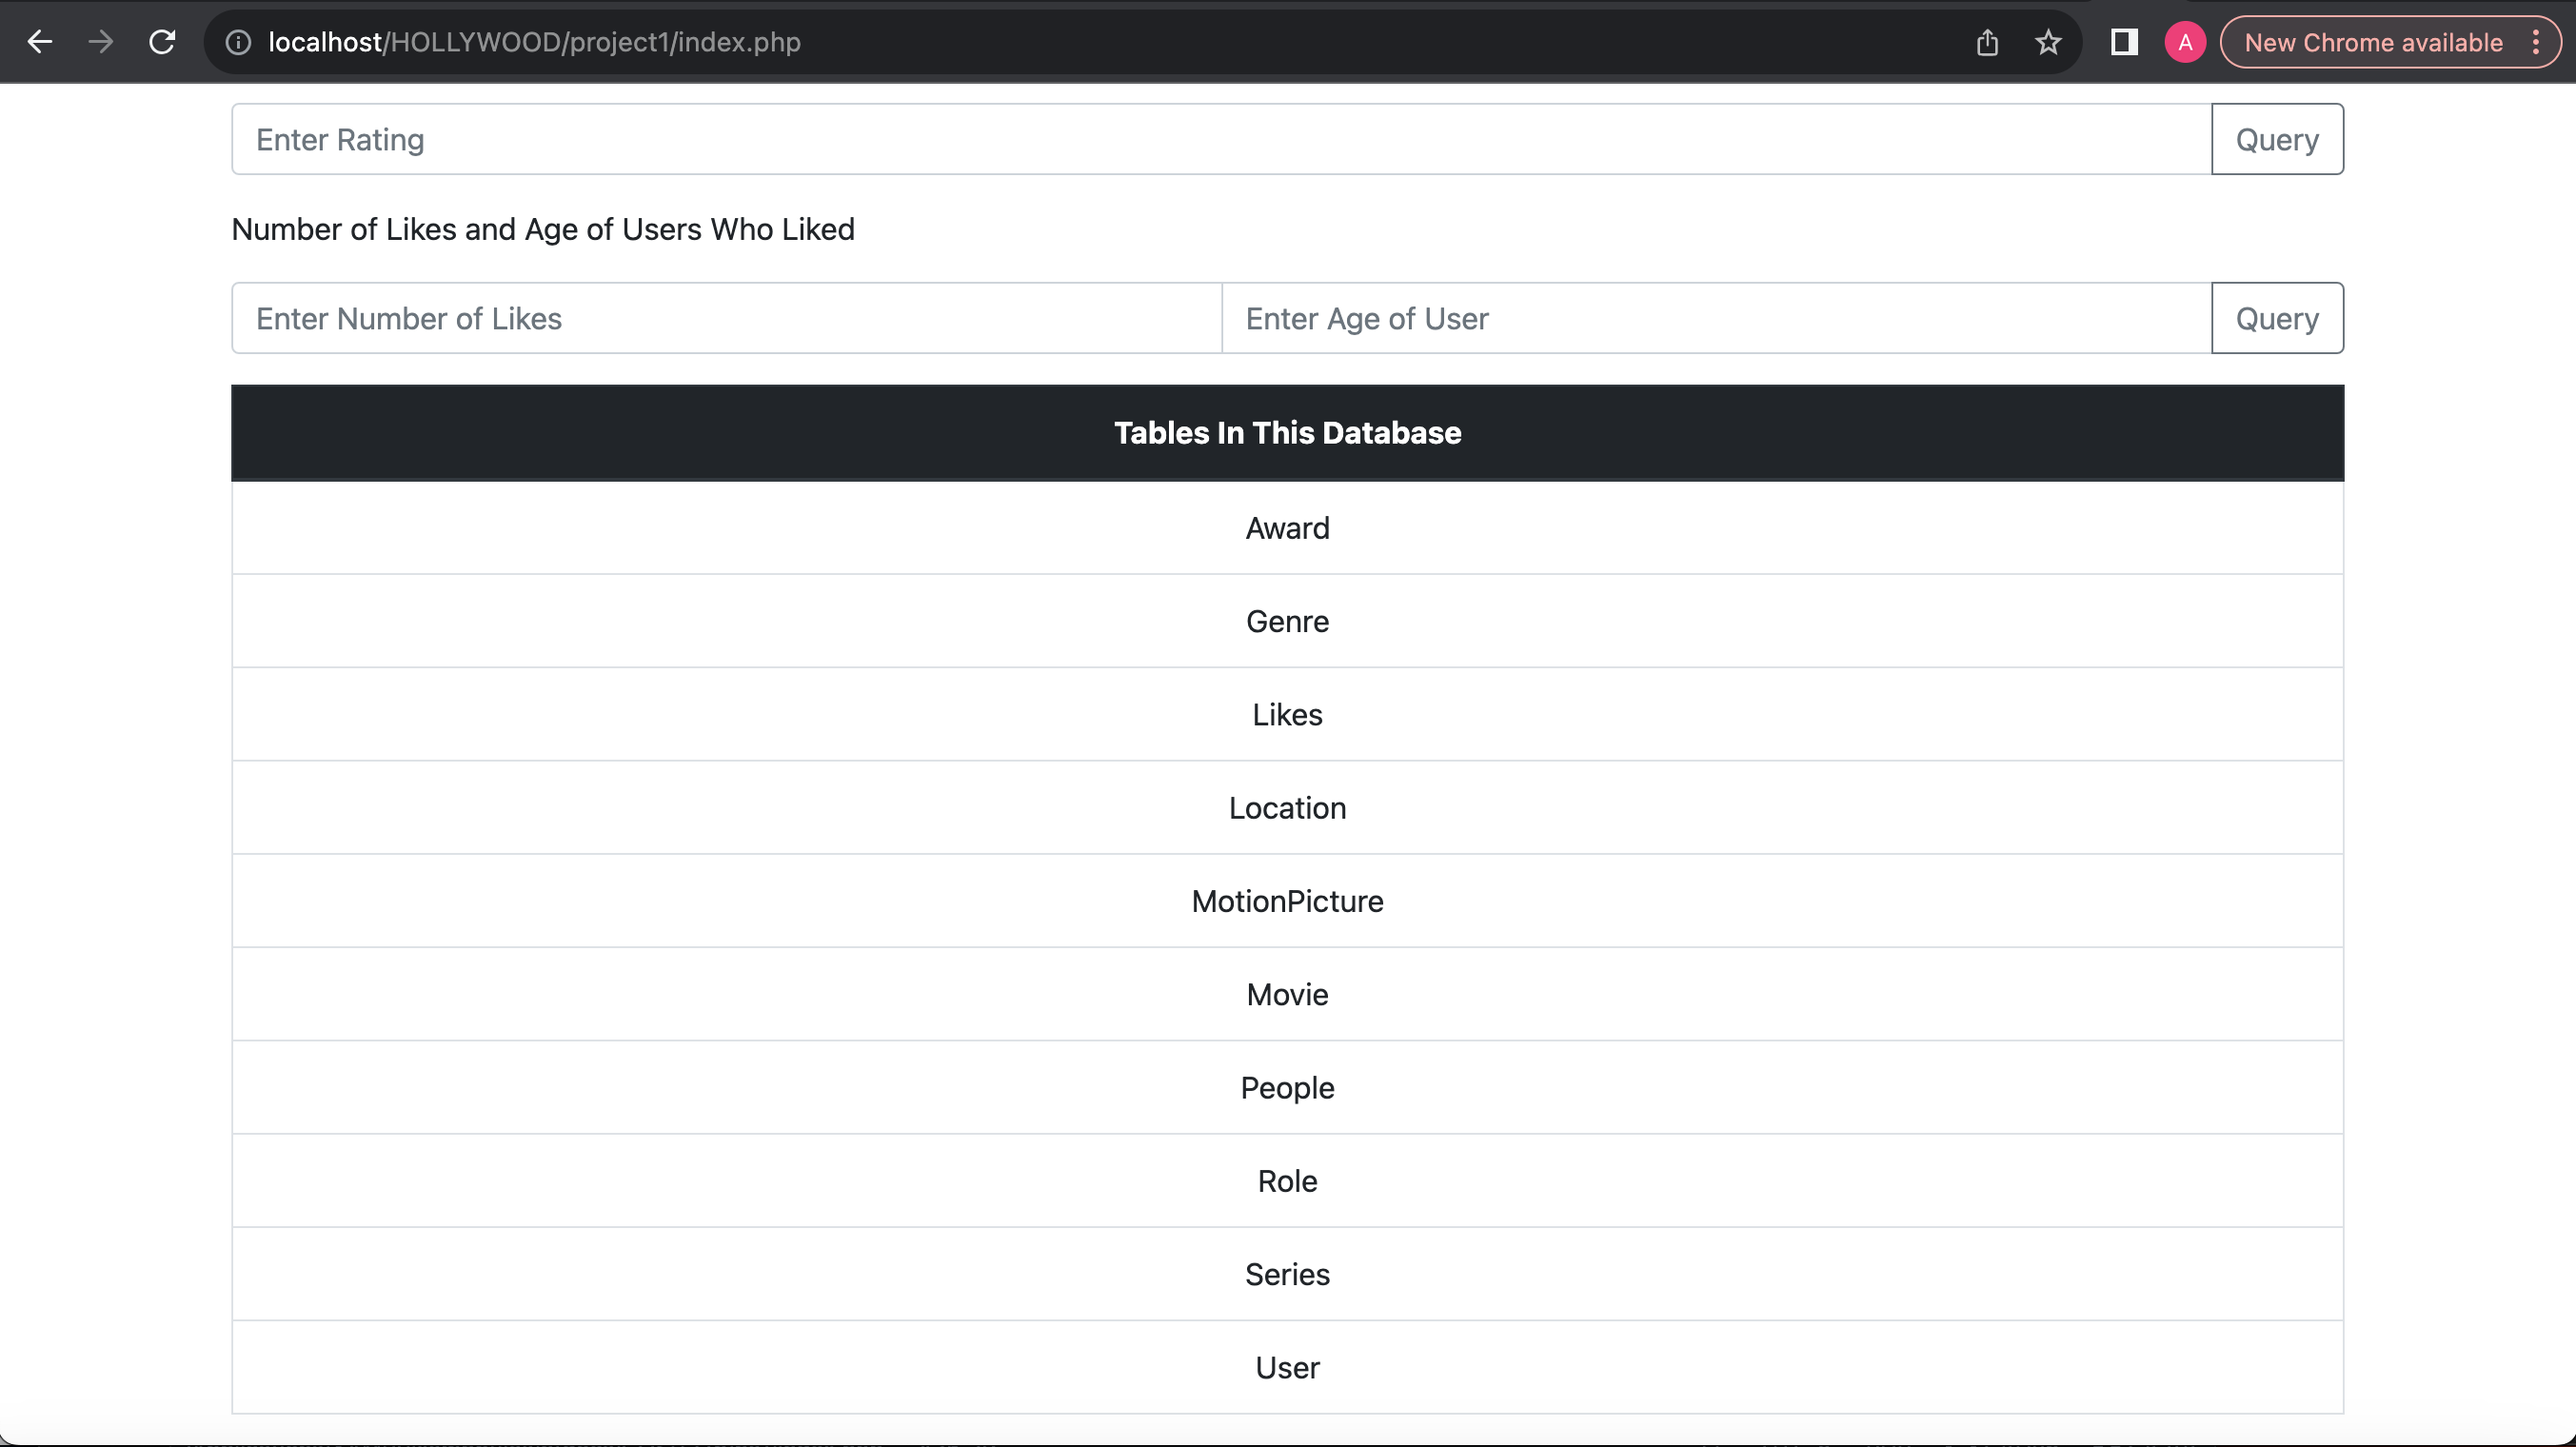 localhost/HOLLYWOOD/project1/index.php
A
New Chrome available
Enter Rating
Query
Number of Likes and Age of Users Who Liked
Enter Number of Likes
Enter Age of User
Query
Tables In This Database
Award
Genre
Likes
Location
MotionPicture
Movie
People
Role
Series
User